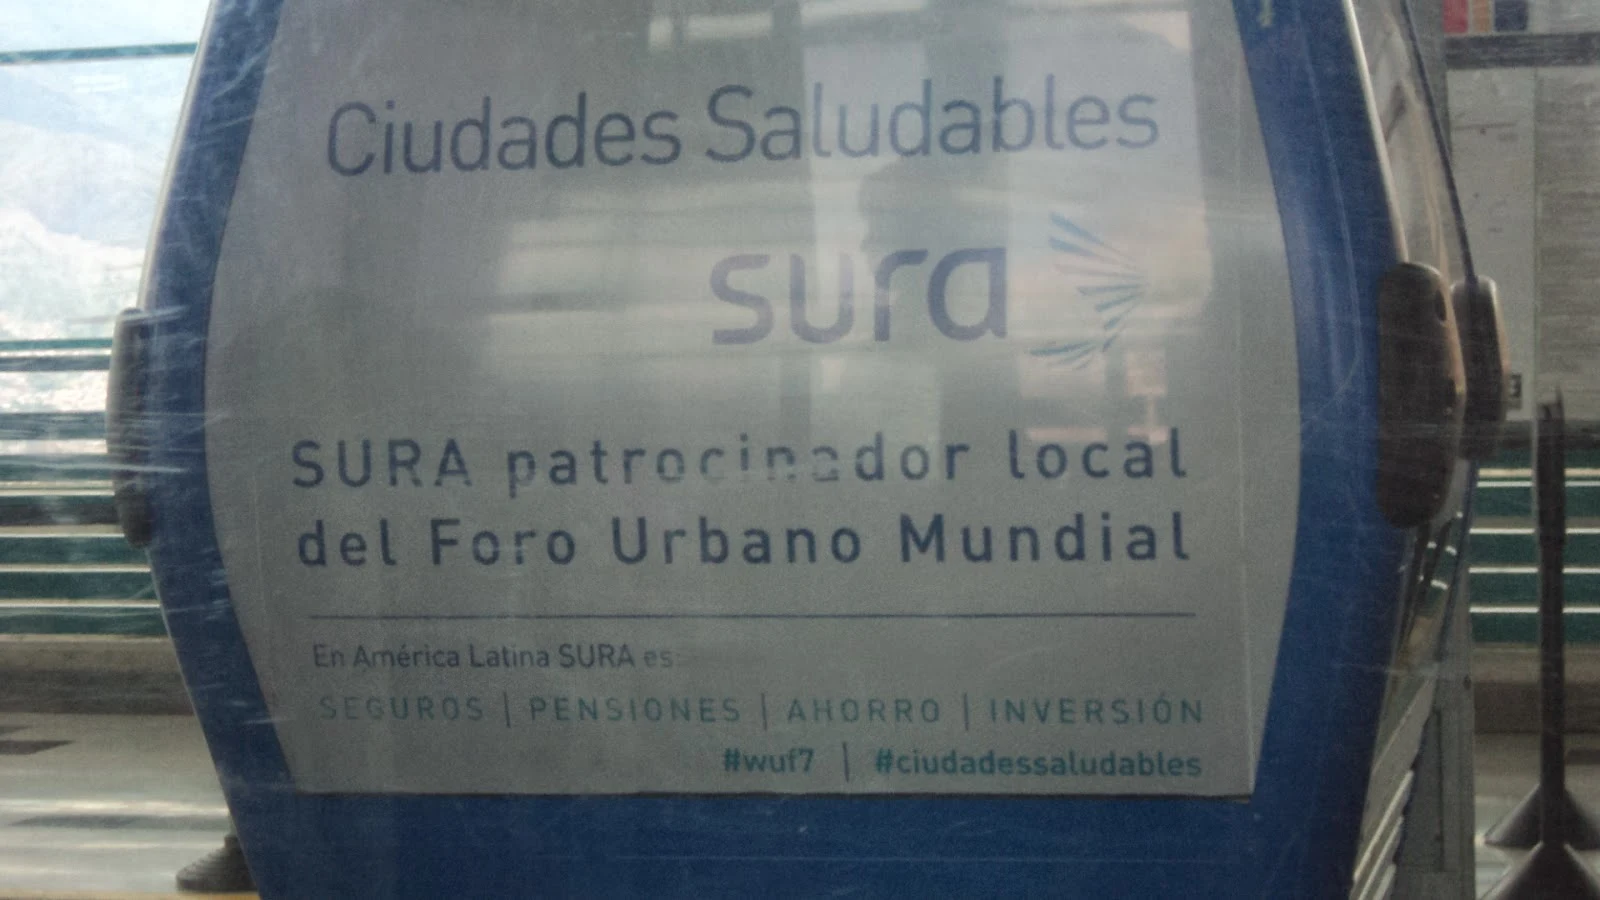 Ciudades Saludables
sura
SURA patrocinador local
del Foro Urbano Mundial
En América Latina SURA es:
SEGUROS | PENSIONES | AHORRO | INVERSIÓN
#wuf7 | #ciudadessaludables